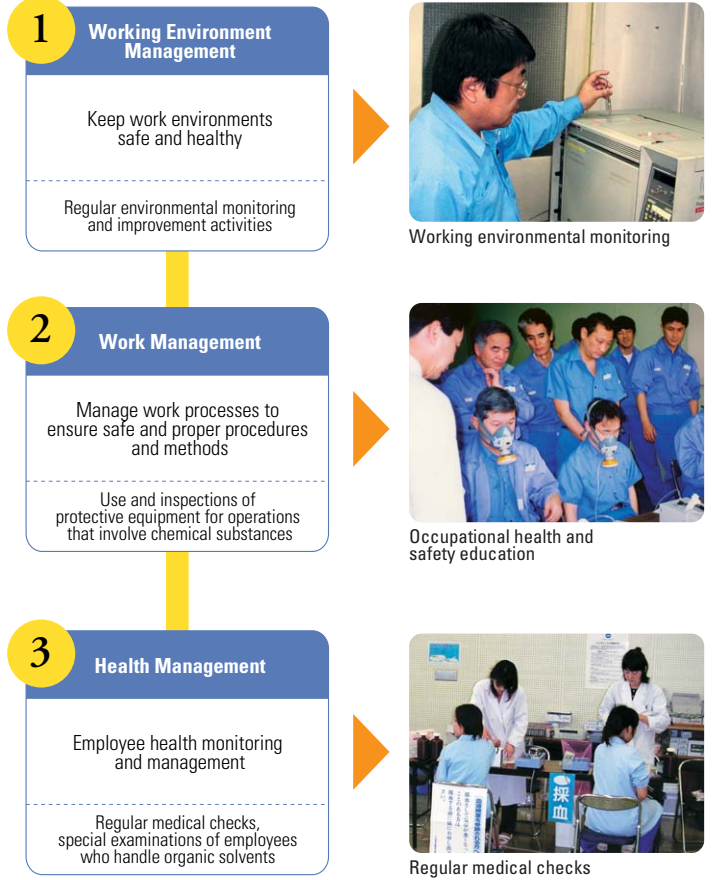 1
Working Environment
Management
Keep work environments
safe and healthy
Regular environmental monitoring
and improvement activities
Working environmental monitoring
2
Work Management
Manage work processes to
ensure safe and proper procedures
and methods
Use and inspections of
protective equipment for operations
that involve chemical substances
Occupational health and
safety education
3
Health Management
Employee health monitoring
and management
Regular medical checks,
special examinations of employees
who handle organic solvents
採血
Regular medical checks